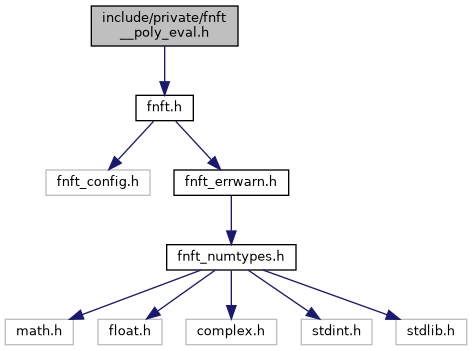 include/private/fnft
__poly_eval.h
fnft.h
fnft_config.h
fnft_errwarn.h
fnft_numtypes.h
math.h
float.h
complex.h
stdint.h
stdlib.h